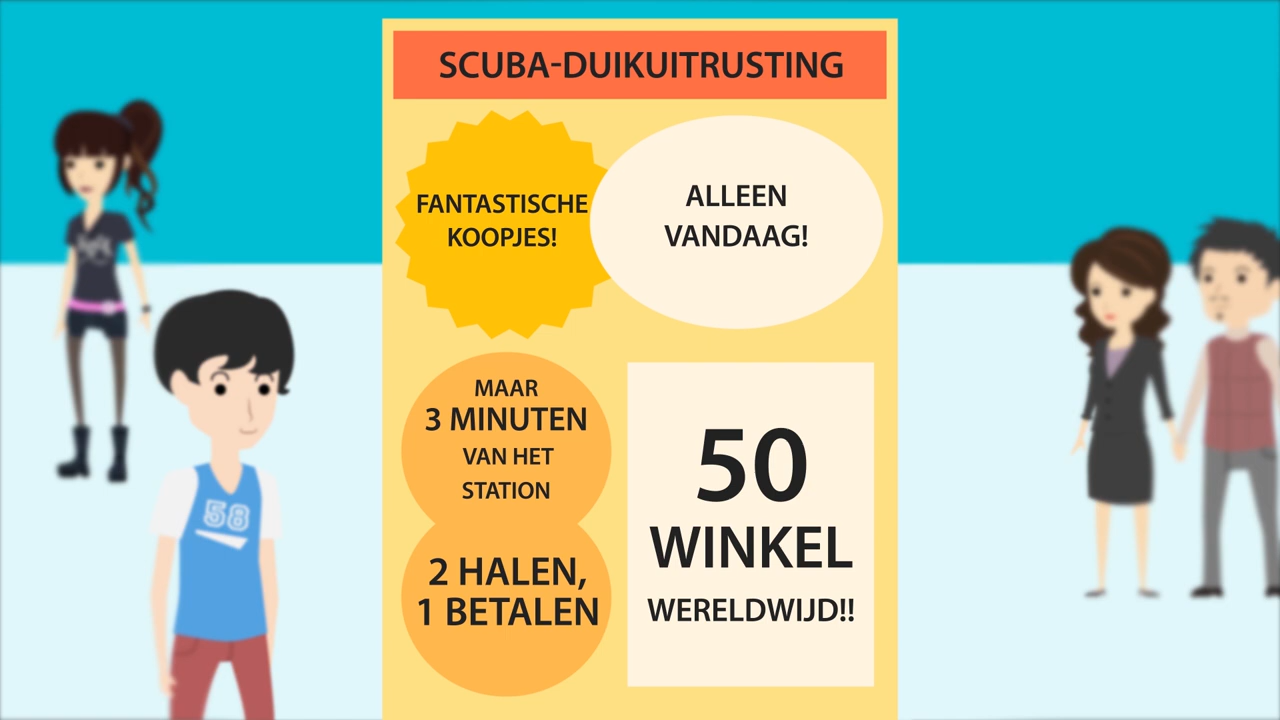 SCUBA-DUIKUITRUSTING
FANTASTISCHE
KOOPJES!
ALLEEN
VANDAAG!
MAAR
3 MINUTEN
VAN HET
STATION
2 HALEN,
1 BETALEN
50
WINKEL
WERELDWIJD!!
58